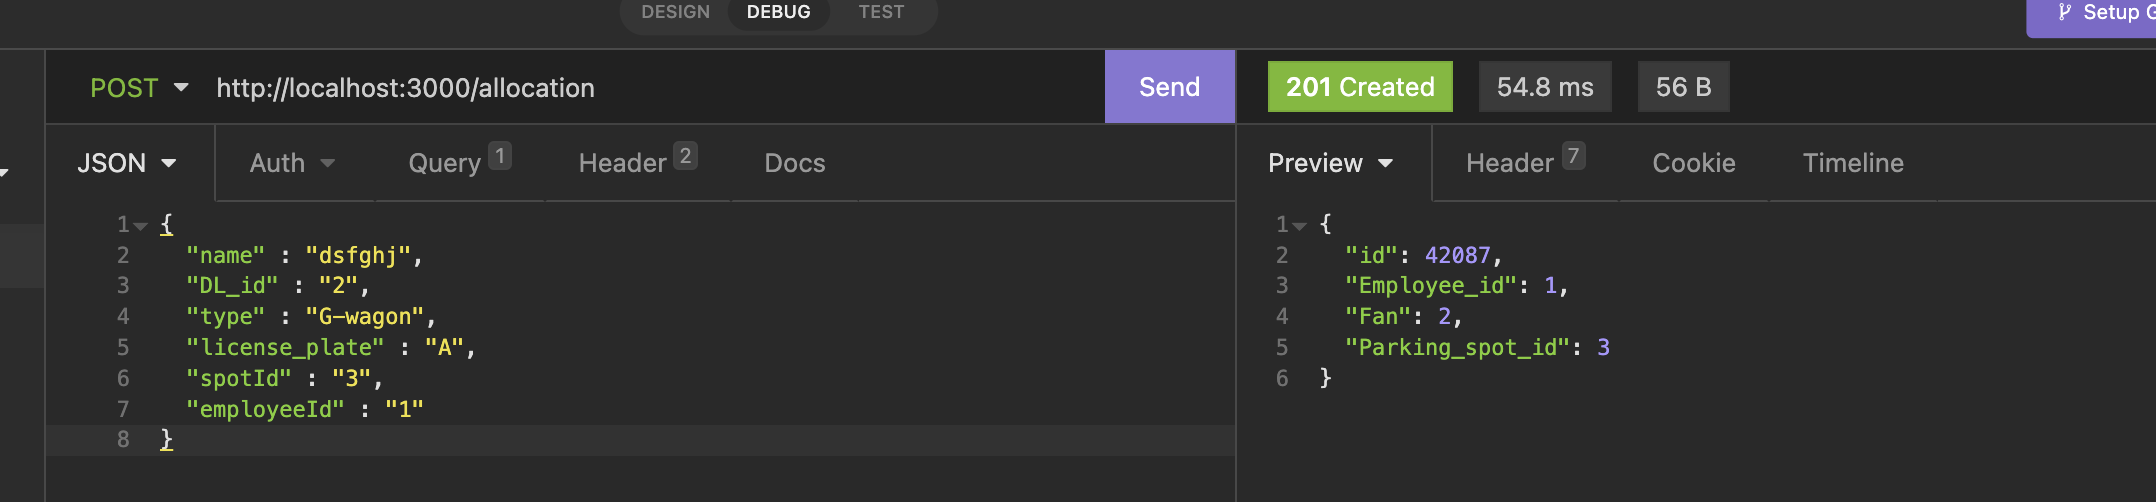 DESIGN DEBUG TEST
Setup G
POST http://localhost:3000/allocation Send
201 Created 54.8 ms 56 B
JSON Auth Query 1 Header 2 Docs
Preview Header 7 Cookie Timeline
1 {
2 "name" : "dsfghj",
3 "DL_id" : "2",
4 "type" : "G-wagon",
5 "license_plate" : "A",
6 "spotId" : "3",
7 "employeeId" : "1"
8 }
1 {
2 "id": 42087,
3 "Employee_id": 1,
4 "Fan": 2,
5 "Parking_spot_id": 3
6 }